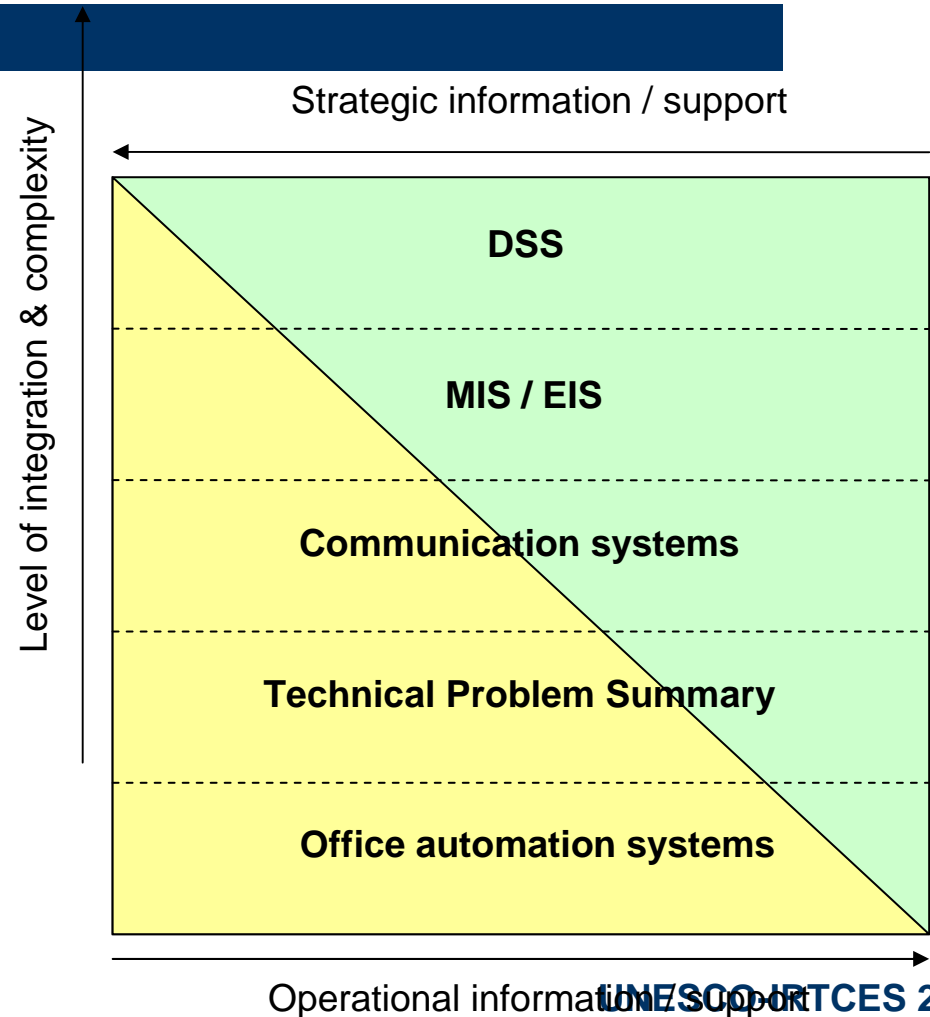 Strategic information / support
Level of integration & complexity
DSS
MIS / EIS
Communication systems
Technical Problem Summary
Office automation systems
Operational information / support
UNESCO-IRTCES 2